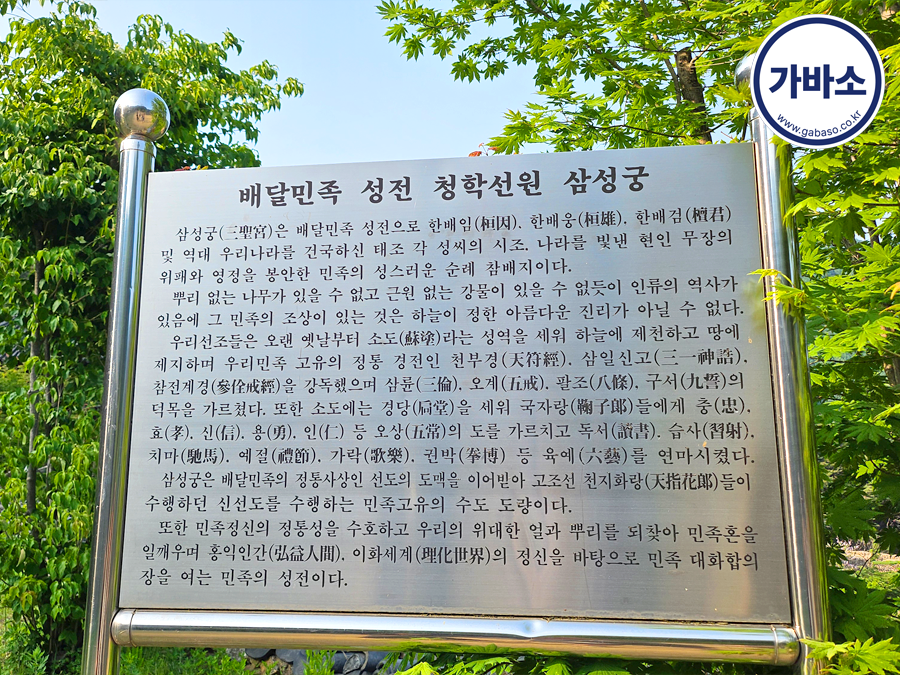 가바소
www.gabaso.co.kr
배달민족 성전 청학선원 삼성궁
삼성궁(三聖宮)은 배달민족 성전으로 한배임(桓因). 한배웅(桓雄). 한배검(檀君)
및 역대 우리나라를 건국하신 태조 각 성씨의 시조. 나라를 빛낸 현인 무장의
위패와 영정을 봉안한 민족의 성스러운 순례 참배지이다.
뿌리 없는 나무가 있을 수 없고 근원 없는 강물이 있을 수 없듯이 인류의 역사가
있음에 그 민족의 조상이 있는 것은 하늘이 정한 아름다운 진리가 아닐 수 없다.
우리선조들은 오랜 옛날부터 소도(蘇塗)라는 성역을 세워 하늘에 제천하고 땅에
제지하며 우리민족 고유의 정통 경전인 천부경(天符經). 삼일신고(三一神誥).
참전계경(參佺戒經)을 강독했으며 삼륜(三倫). 오계(五戒). 팔조(八條). 구서(九誓)의
덕목을 가르쳤다. 또한 소도에는 경당(扃堂)을 세워 국자랑(鞠子郞)들에게 충(忠).
효(孝). 신(信). 용(勇). 인(仁) 등 오상(五常)의 도를 가르치고 독서(讀書). 습사(習射).
치마(馳馬). 예절(禮節). 가락(歌樂). 권박(拳博) 등 육예(六藝)를 연마시켰다.
삼성궁은 배달민족의 정통사상인 선도의 도맥을 이어받아 고조선 천지화랑(天指花郞)들이
수행하던 신선도를 수행하는 민족고유의 수도 도량이다.
또한 민족정신의 정통성을 수호하고 우리의 위대한 얼과 뿌리를 되찾아 민족혼을
일깨우며 홍익인간(弘益人間). 이화세계(理化世界)의 정신을 바탕으로 민족 대화합의
장을 여는 민족의 성전이다.